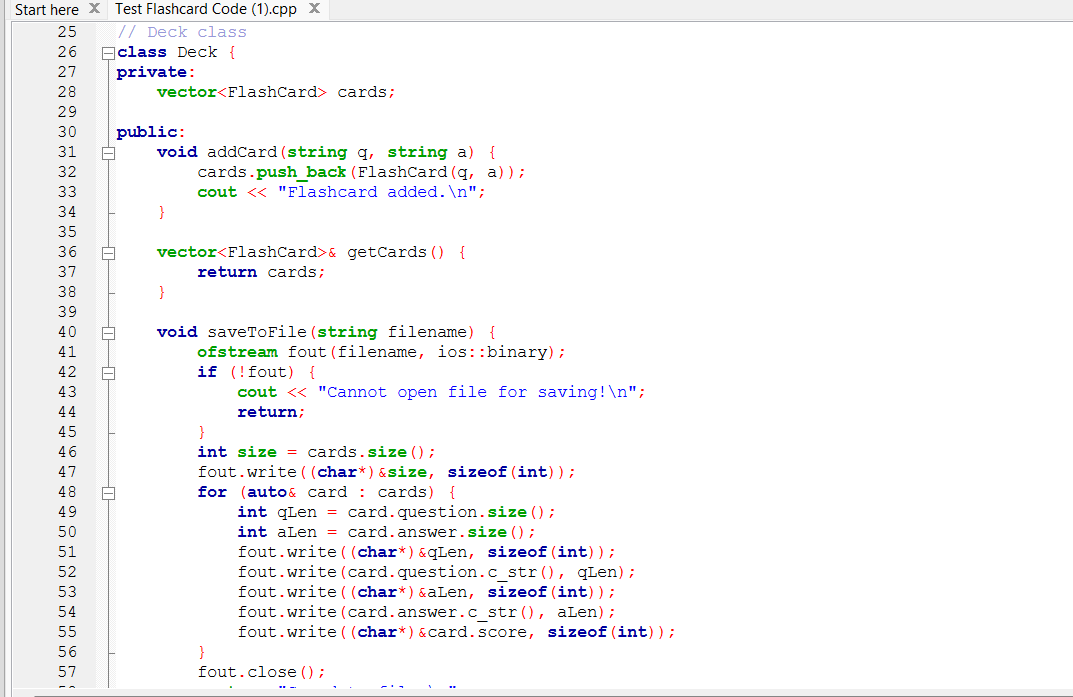 Start here X Test Flashcard Code (1).cpp X
25 // Deck class
26 class Deck {
27 private:
28 vector<FlashCard> cards;
29
30 public:
31 void addCard(string q, string a) {
32 cards.push_back(FlashCard(q, a));
33 cout << "Flashcard added.\n";
34 }
35
36 vector<FlashCard>& getCards() {
37 return cards;
38 }
39
40 void saveToFile(string filename) {
41 ofstream fout(filename, ios::binary);
42 if (!fout) {
43 cout << "Cannot open file for saving!\n";
44 return;
45 }
46 int size = cards.size();
47 fout.write((char*)&size, sizeof(int));
48 for (auto& card : cards) {
49 int qLen = card.question.size();
50 int aLen = card.answer.size();
51 fout.write((char*)&qLen, sizeof(int));
52 fout.write(card.question.c_str(), qLen);
53 fout.write((char*)&aLen, sizeof(int));
54 fout.write(card.answer.c_str(), aLen);
55 fout.write((char*)&card.score, sizeof(int));
56 }
57 fout.close();